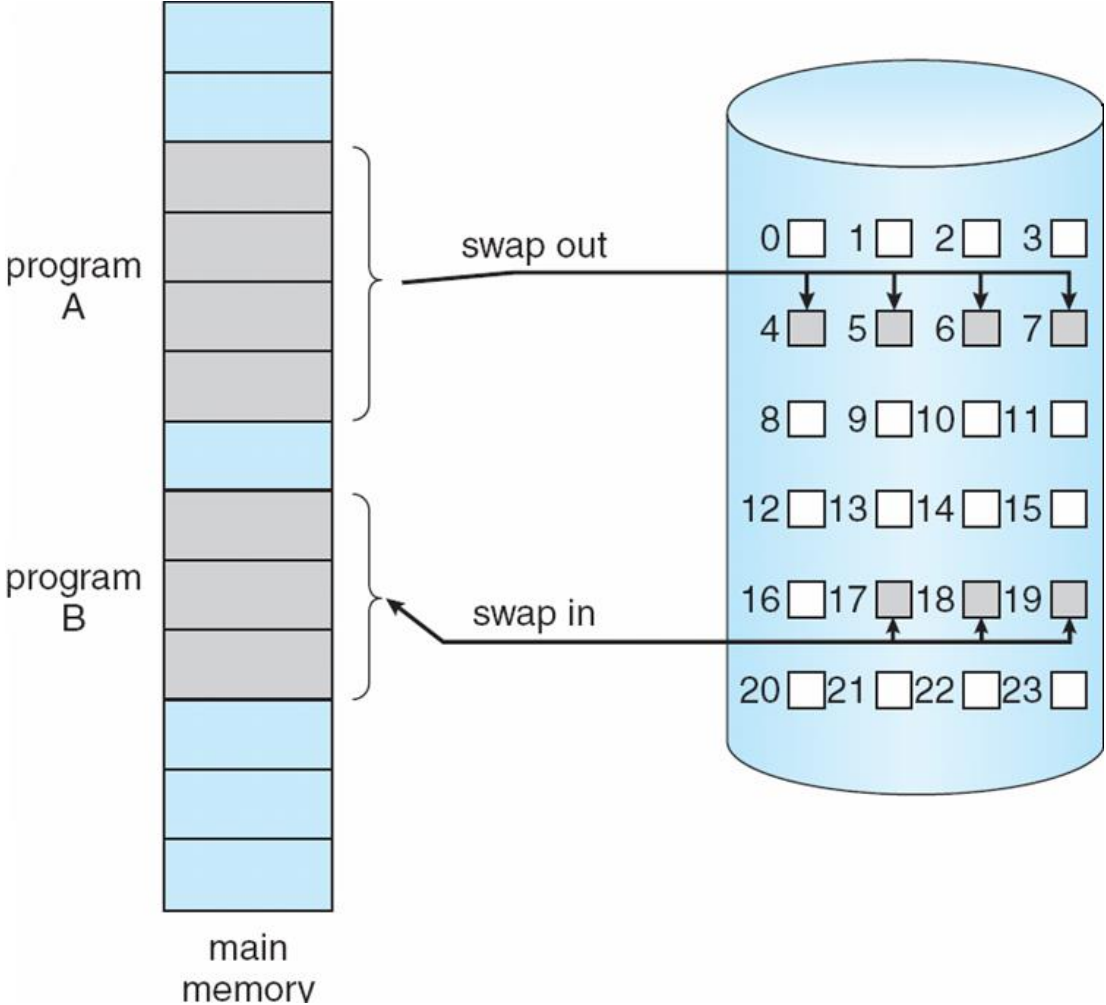 program
A
program
B
main
memory
swap out
swap in
0 1 2 3
4 5 6 7
8 9 10 11
12 13 14 15
16 17 18 19
20 21 22 23